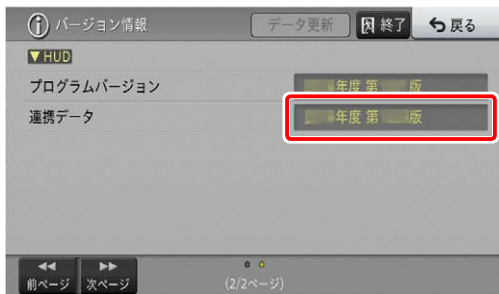 バージョン情報
データ更新
終了
戻る
▼HUD
プログラムバージョン
年度 第 版
連携データ
年度 第 版
前ページ
次ページ
(2/2ページ)